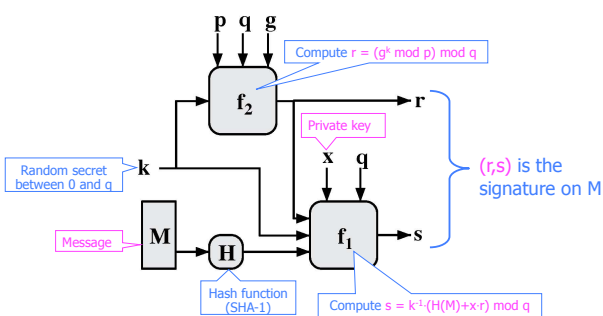 p q g
Compute r = (gᵏ mod p) mod q
f₂
r
Private key
x q
Random secret
between 0 and q
k
(r,s) is the
signature on M
Message
M
H
f₁
s
Hash function
(SHA-1)
Compute s = k⁻¹·(H(M)+x·r) mod q